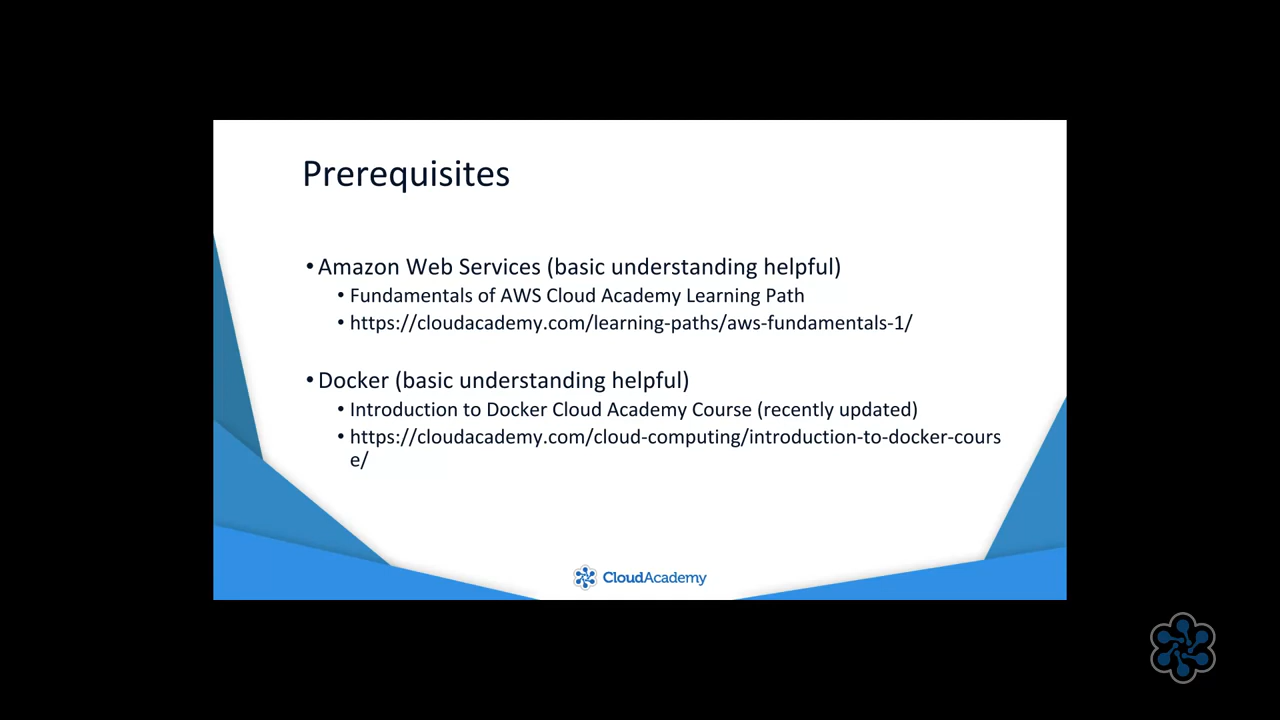 Prerequisites
• Amazon Web Services (basic understanding helpful)
• Fundamentals of AWS Cloud Academy Learning Path
• https://cloudacademy.com/learning-paths/aws-fundamentals-1/
• Docker (basic understanding helpful)
• Introduction to Docker Cloud Academy Course (recently updated)
• https://cloudacademy.com/cloud-computing/introduction-to-docker-cours
e/
CloudAcademy